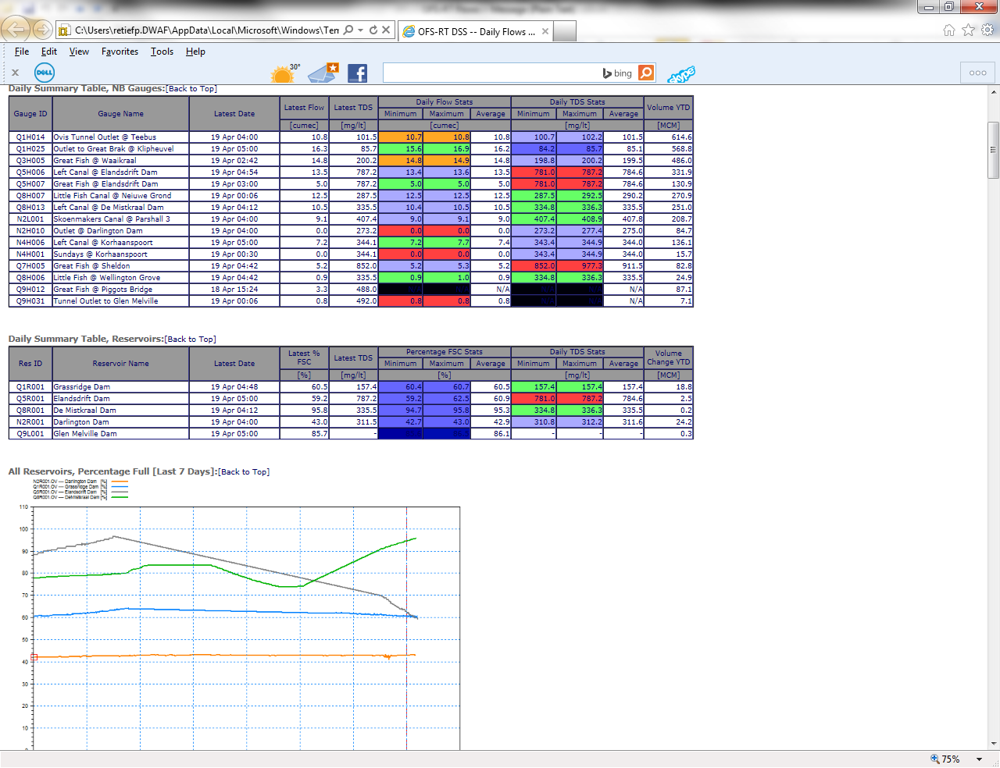 C:\Users\retiefp.DWAF\AppData\Local\Microsoft\Windows\Tem
OFS-RT DSS -- Daily Flows ...
File Edit View Favorites Tools Help
DELL 30° bing skype
Daily Summary Table, NB Gauges:[Back to Top]
Gauge ID Gauge Name Latest Date Latest Flow Latest TDS Daily Flow Stats Daily TDS Stats Volume YTD
Minimum Maximum Average Minimum Maximum Average
[cumec] [mg/lt] [cumec] [mg/lt] [MCM]
Q1H014 Ovis Tunnel Outlet @ Teebus 19 Apr 04:00 10.8 101.5 10.7 10.8 10.8 100.7 102.2 101.5 614.6
Q1H025 Outlet to Great Brak @ Klipheuvel 19 Apr 05:00 16.3 85.7 15.6 16.9 16.2 84.2 85.7 85.1 568.8
Q3H005 Great Fish @ Waaikraal 19 Apr 02:42 14.8 200.2 14.8 14.9 14.8 198.8 200.2 199.5 486.0
Q5H006 Left Canal @ Elandsdrift Dam 19 Apr 04:54 13.5 787.2 13.4 13.6 13.5 781.0 787.2 784.6 331.9
Q5H007 Great Fish @ Elandsdrift Dam 19 Apr 03:00 5.0 787.2 5.0 5.0 5.0 781.0 787.2 784.6 130.9
Q8H007 Little Fish Canal @ Neiuwe Grond 19 Apr 00:06 12.5 287.5 12.5 12.5 12.5 287.5 292.5 290.2 270.9
Q8H013 Left Canal @ De Mistkraal Dam 19 Apr 04:12 10.5 335.5 10.4 10.5 10.5 334.8 336.3 335.5 251.0
N2L001 Skoenmakers Canal @ Parshall 3 19 Apr 04:00 9.1 407.4 9.0 9.1 9.0 407.4 408.9 407.8 208.7
N2H010 Outlet @ Darlington Dam 19 Apr 04:00 0.0 273.2 0.0 0.0 0.0 273.2 277.4 275.0 84.7
N4H006 Left Canal @ Korhaanspoort 19 Apr 05:00 7.2 344.1 7.2 7.7 7.4 343.4 344.9 344.0 136.1
N4H001 Sundays @ Korhaanspoort 19 Apr 00:30 0.0 344.1 0.0 0.0 0.0 343.4 344.9 344.0 15.7
Q7H005 Great Fish @ Sheldon 19 Apr 04:42 5.2 852.0 5.2 5.3 5.2 852.0 977.3 911.5 82.8
Q8H006 Little Fish @ Wellington Grove 19 Apr 04:42 0.9 335.5 0.9 1.0 0.9 334.8 336.3 335.5 24.9
Q9H012 Great Fish @ Piggots Bridge 18 Apr 15:24 3.3 488.0 N/A N/A N/A N/A N/A N/A 87.1
Q9H031 Tunnel Outlet to Glen Melville 19 Apr 00:06 0.8 492.0 0.8 0.8 0.8 N/A N/A N/A 7.1
Daily Summary Table, Reservoirs:[Back to Top]
Res ID Reservoir Name Latest Date Latest % FSC Latest TDS Percentage FSC Stats Daily TDS Stats Volume Change YTD
Minimum Maximum Average Minimum Maximum Average
[%] [mg/lt] [%] [mg/lt] [MCM]
Q1R001 Grassridge Dam 19 Apr 04:48 60.5 157.4 60.4 60.7 60.5 157.4 157.4 157.4 18.8
Q5R001 Elandsdrift Dam 19 Apr 05:00 59.2 787.2 59.2 62.5 60.9 781.0 787.2 784.6 2.5
Q8R001 De Mistkraal Dam 19 Apr 04:12 95.8 335.5 94.7 95.8 95.3 334.8 336.3 335.5 0.2
N2R001 Darlington Dam 19 Apr 04:00 43.0 311.5 42.7 43.0 42.9 310.8 312.2 311.6 24.2
Q9L001 Glen Melville Dam 19 Apr 05:00 85.7 - 86.1 - - - 0.3
All Reservoirs, Percentage Full [Last 7 Days]:[Back to Top]
N2R001.OV — Darlington Dam [%]
Q1R001.OV — Grassridge Dam [%]
Q5R001.OV — Elandsdrift Dam [%]
Q8R001.OV — DeMistkraal Dam [%]
110
100
90
80
70
60
50
40
30
20
10
75%